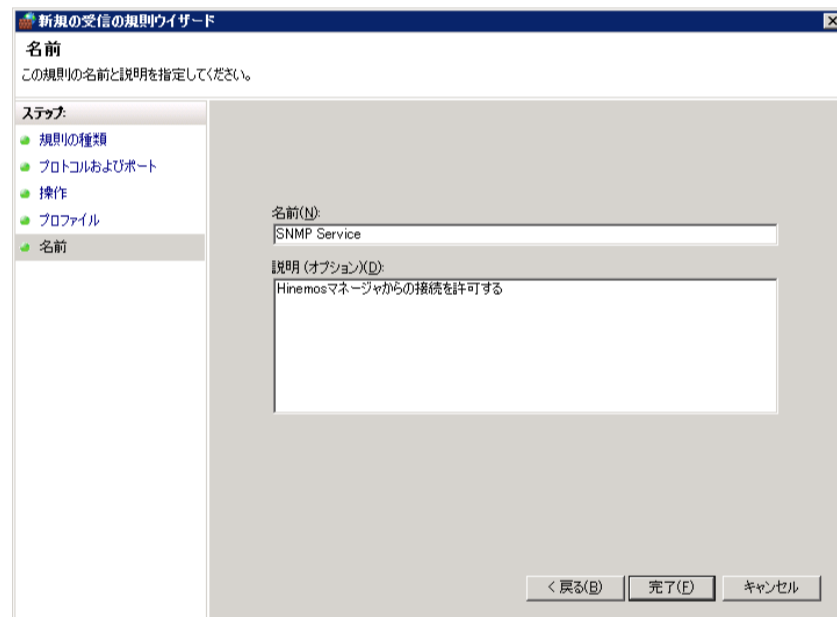 新規の受信の規則ウィザード
名前
この規則の名前と説明を指定してください。
ステップ:
規則の種類
プロトコルおよびポート
操作
プロファイル
名前
名前(N):
SNMP Service
説明 (オプション)(D):
Hinemosマネージャからの接続を許可する
< 戻る(B)
完了(F)
キャンセル